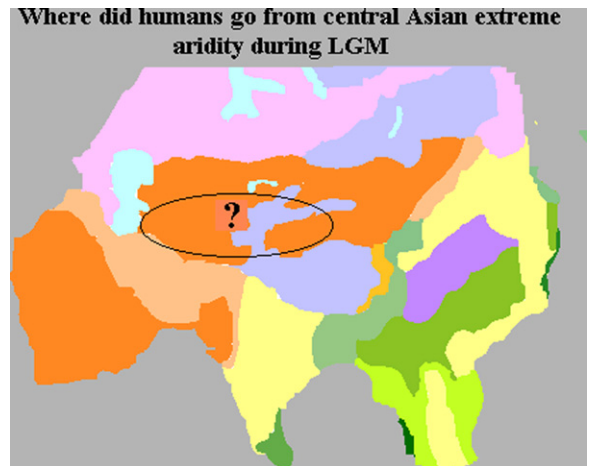 Where did humans go from central Asian extreme
aridity during LGM
?